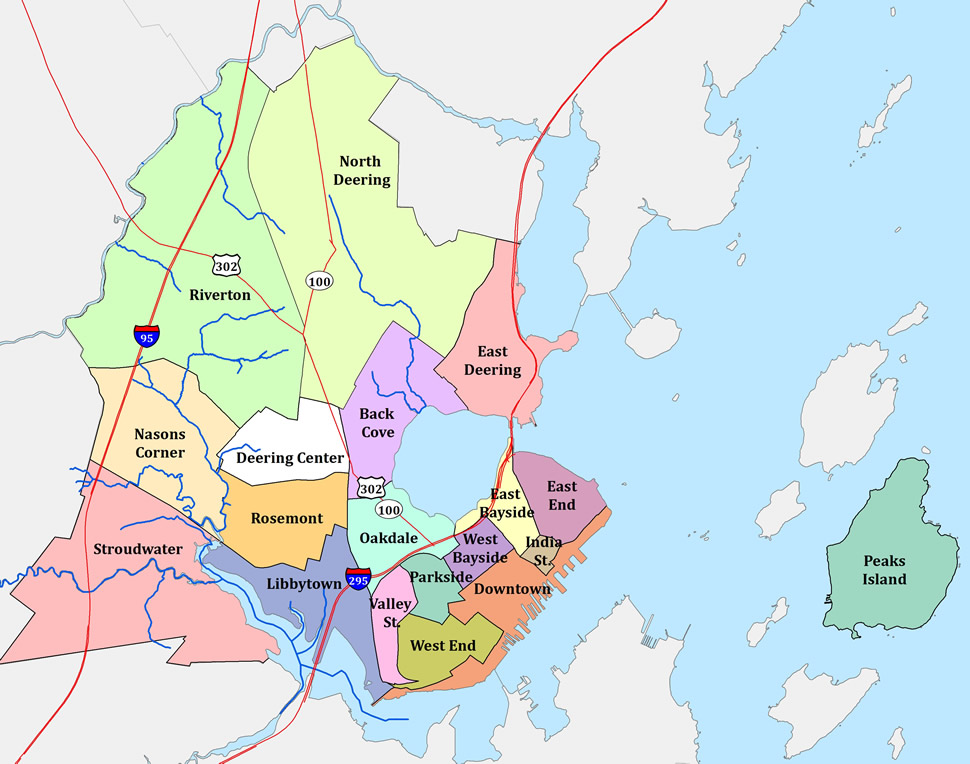 North
Deering
302
100
Riverton
95
East
Deering
Back
Cove
Nasons
Corner
Deering Center
302
100
East
End
East
Bayside
Rosemont
Oakdale
West
Bayside
India
St.
Stroudwater
Libbytown
295
Parkside
Downtown
Valley
St.
West End
Peaks
Island